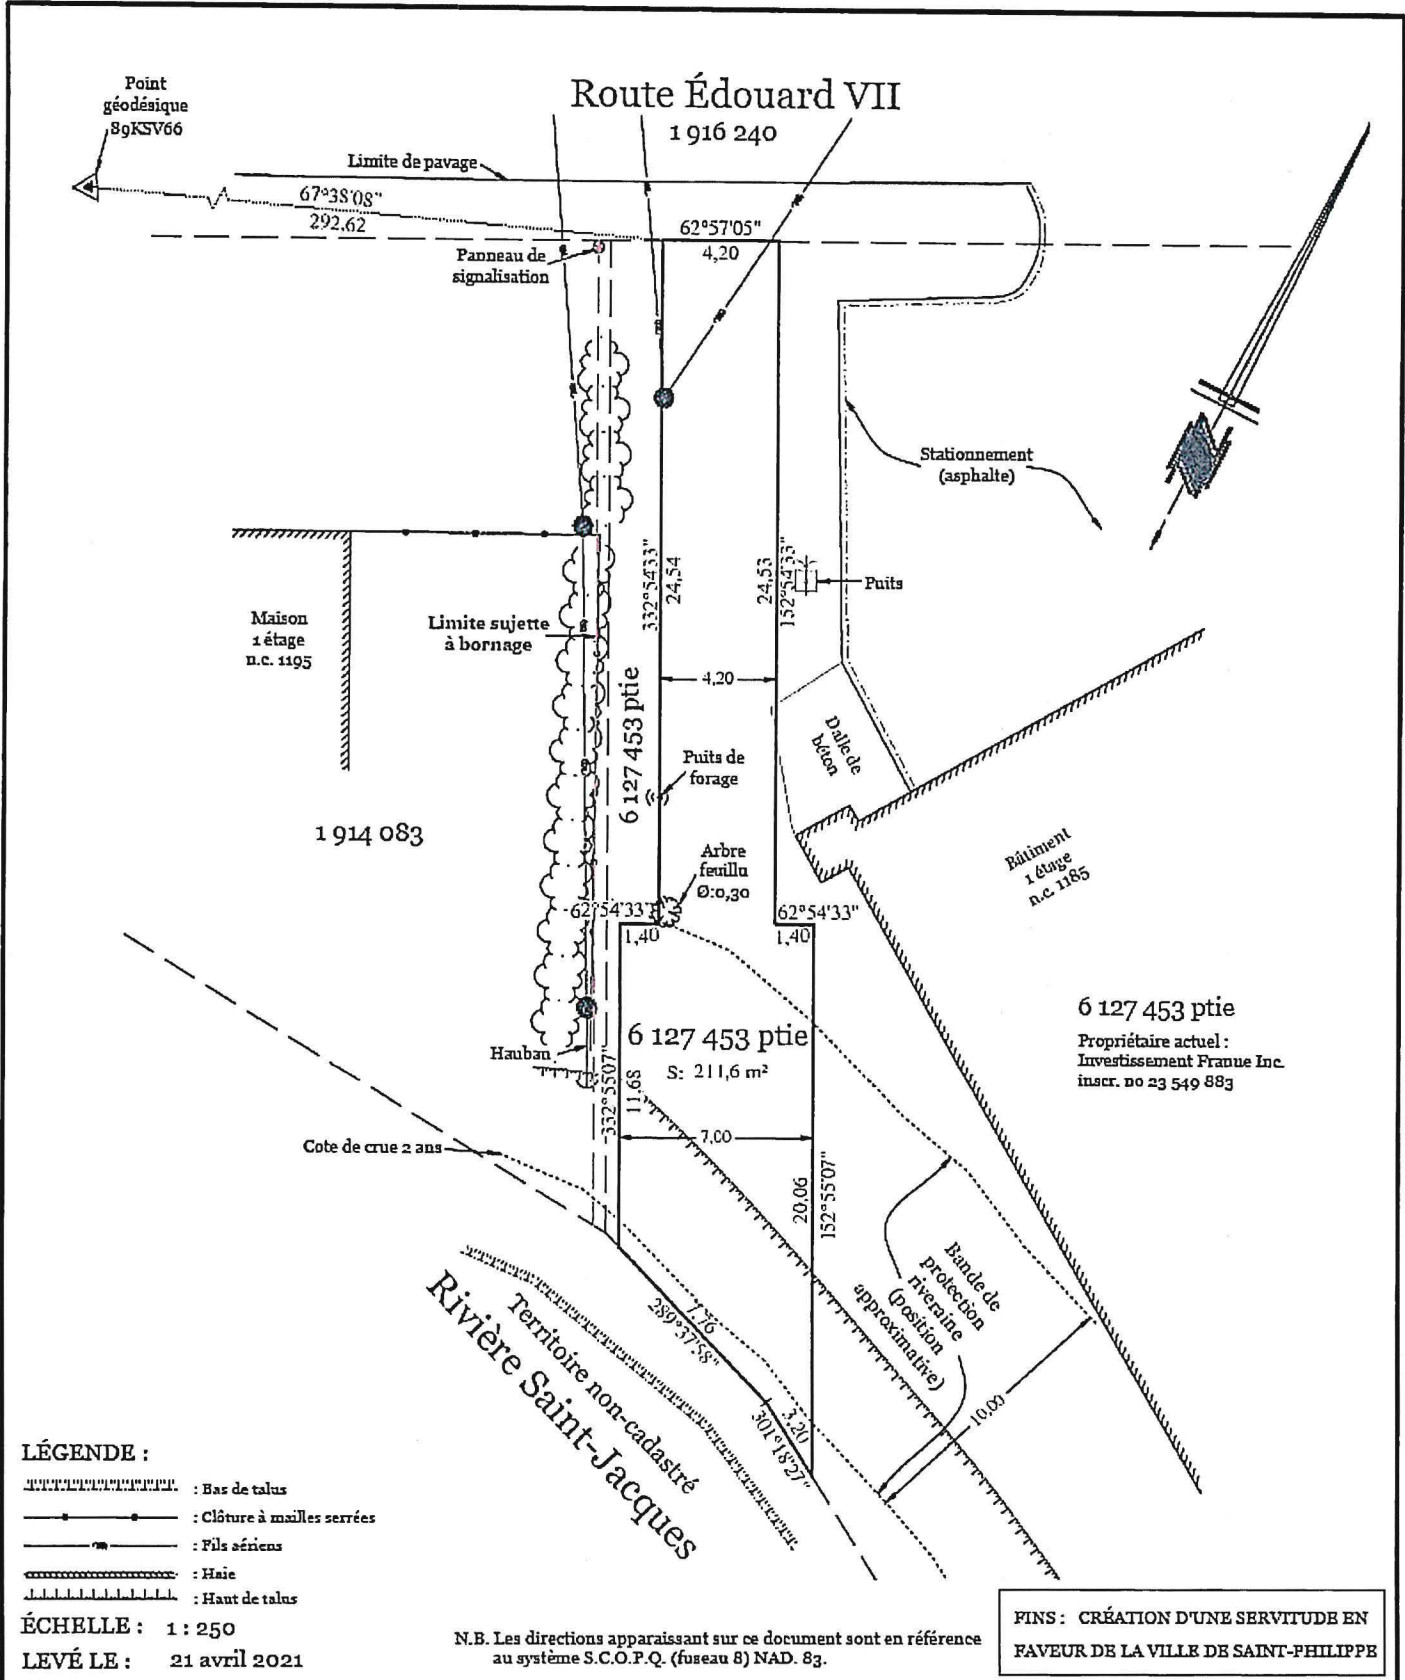 Point
géodésique
89KSV66
Route Édouard VII
1 916 240
Limite de pavage
67°38'08"
292,62
62°57'05"
4,20
Panneau de
signalisation
Stationnement
(asphalte)
332°54'33"
24,54
24,53
152°54'33"
Puits
Maison
1 étage
n.c. 1195
Limite sujette
à bornage
4,20
6 127 453 ptie
Dalle de
béton
Puits de
forage
1 914 083
Bâtiment
1 étage
n.c. 1185
Arbre
feuillu
Ø:0,30
62°54'33"
1,40
62°54'33"
1,40
6 127 453 ptie
Propriétaire actuel :
Investissement Franue Inc.
inscr. no 23 549 883
6 127 453 ptie
S: 211,6 m²
Hauban
332°55'07"
11,68
7,00
Cote de crue 2 ans
20,06
152°55'07"
Bande de
protection
riveraine
(position
approximative)
10,00
7,76
289°37'58"
3,20
301°18'27"
Territoire non-cadastré
Rivière Saint-Jacques
LÉGENDE :
: Bas de talus
: Clôture à mailles serrées
: Fils aériens
: Haie
: Haut de talus
ÉCHELLE : 1 : 250
LEVÉ LE : 21 avril 2021
N.B. Les directions apparaissant sur ce document sont en référence
au système S.C.O.P.Q. (fuseau 8) NAD. 83.
FINS : CRÉATION D'UNE SERVITUDE EN
FAVEUR DE LA VILLE DE SAINT-PHILIPPE